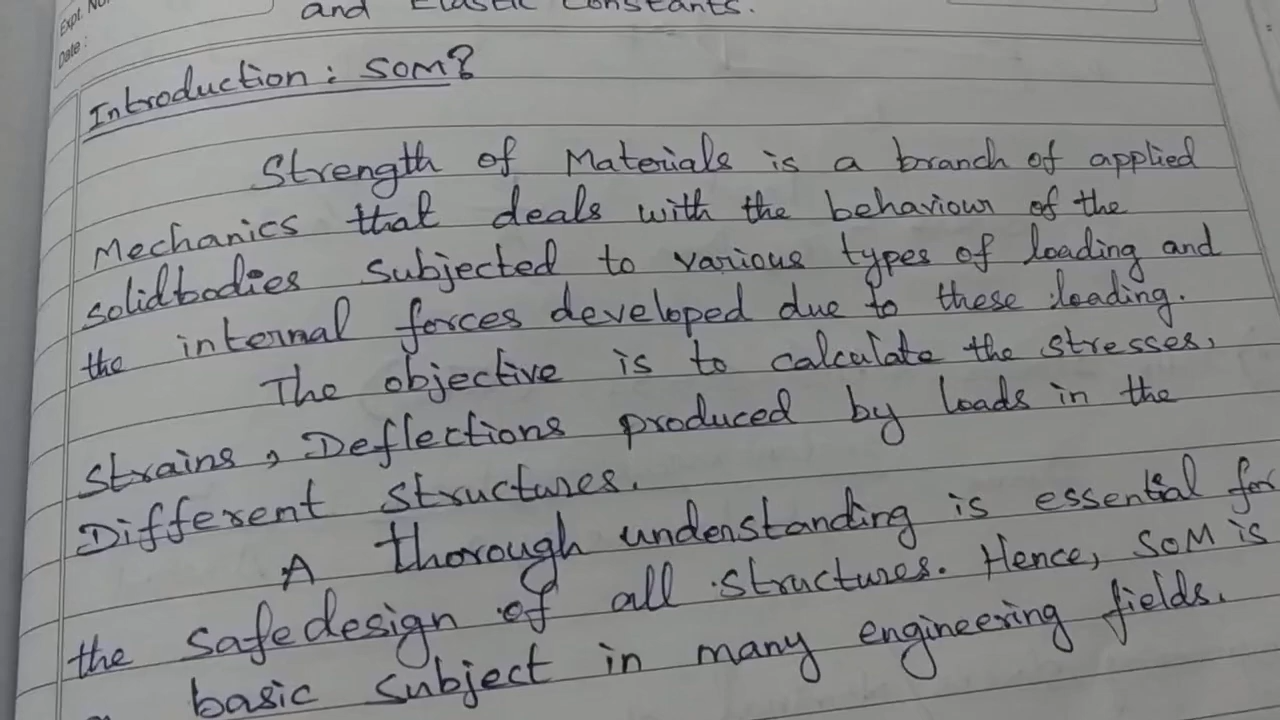 Expt. No.
and Elastic Constants.
Date :
Introduction : SOM?
Strength of Materials is a branch of applied
Mechanics that deals with the behaviour of the
solidbodies subjected to various types of loading and
the internal forces developed due to these loading.
The objective is to calculate the stresses,
strains, Deflections produced by loads in the
Different structures.
A thorough understanding is essential for
the safedesign of all structures. Hence, SOM is
basic subject in many engineering fields.